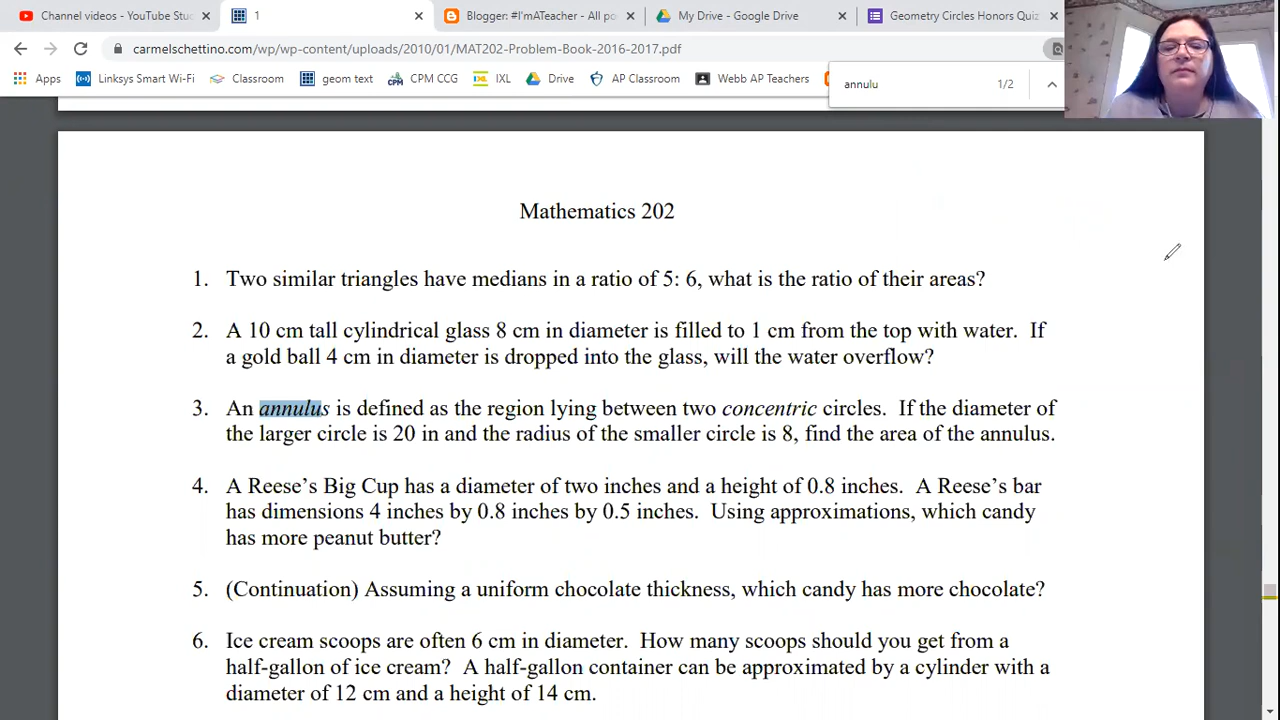 Channel videos - YouTube studi
1
Blogger: #I'mATeacher - All po
My Drive - Google Drive
Geometry Circles Honors Quiz
carmelschettino.com/wp/wp-content/uploads/2010/01/MAT202-Problem-Book-2016-2017.pdf
Apps
Linksys Smart Wi-Fi
Classroom
geom text
CPM CCG
IXL
Drive
AP Classroom
Webb AP Teachers
annulu
1/2
Mathematics 202
1. Two similar triangles have medians in a ratio of 5: 6, what is the ratio of their areas?
2. A 10 cm tall cylindrical glass 8 cm in diameter is filled to 1 cm from the top with water. If
a gold ball 4 cm in diameter is dropped into the glass, will the water overflow?
3. An annulus is defined as the region lying between two concentric circles. If the diameter of
the larger circle is 20 in and the radius of the smaller circle is 8, find the area of the annulus.
4. A Reese's Big Cup has a diameter of two inches and a height of 0.8 inches. A Reese's bar
has dimensions 4 inches by 0.8 inches by 0.5 inches. Using approximations, which candy
has more peanut butter?
5. (Continuation) Assuming a uniform chocolate thickness, which candy has more chocolate?
6. Ice cream scoops are often 6 cm in diameter. How many scoops should you get from a
half-gallon of ice cream? A half-gallon container can be approximated by a cylinder with a
diameter of 12 cm and a height of 14 cm.